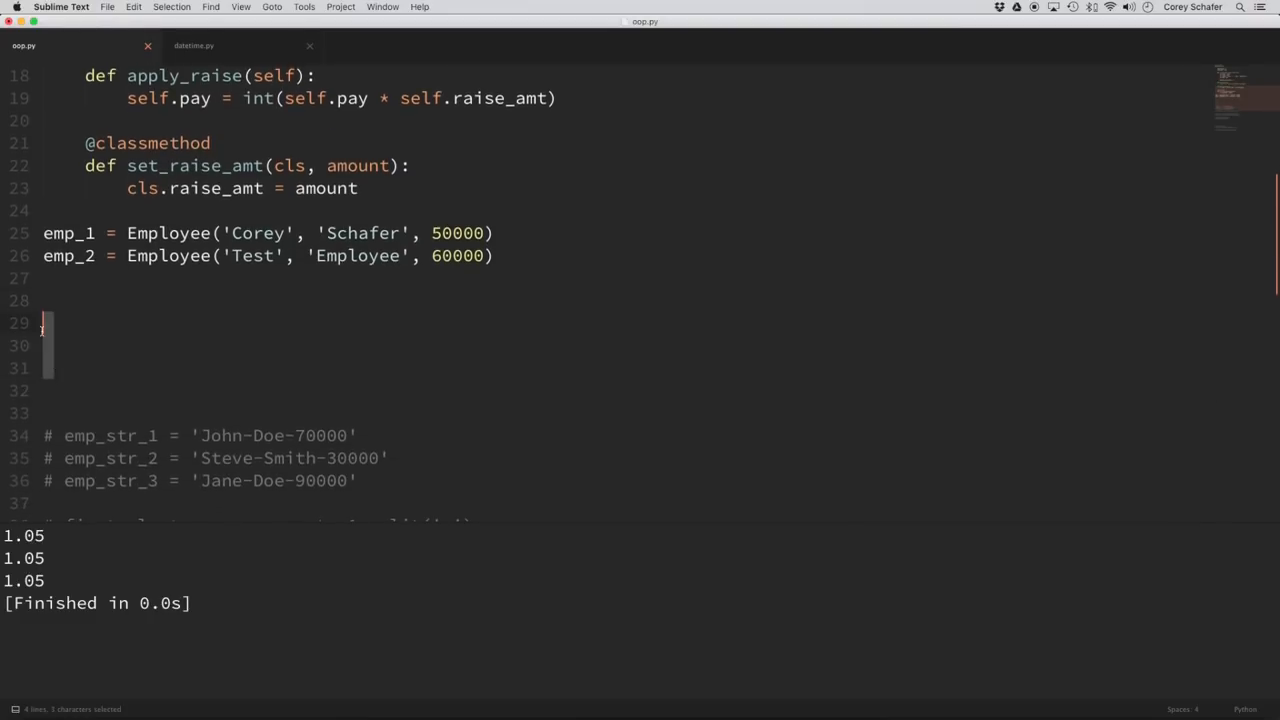 Sublime Text File Edit Selection Find View Goto Tools Project Window Help Corey Schafer
oop.py
oop.py datetime.py
18 def apply_raise(self):
19 self.pay = int(self.pay * self.raise_amt)
20
21 @classmethod
22 def set_raise_amt(cls, amount):
23 cls.raise_amt = amount
24
25 emp_1 = Employee('Corey', 'Schafer', 50000)
26 emp_2 = Employee('Test', 'Employee', 60000)
27
28
29
30
31
32
33
34 # emp_str_1 = 'John-Doe-70000'
35 # emp_str_2 = 'Steve-Smith-30000'
36 # emp_str_3 = 'Jane-Doe-90000'
37
1.05
1.05
1.05
[Finished in 0.0s]
4 lines, 3 characters selected Spaces: 4 Python